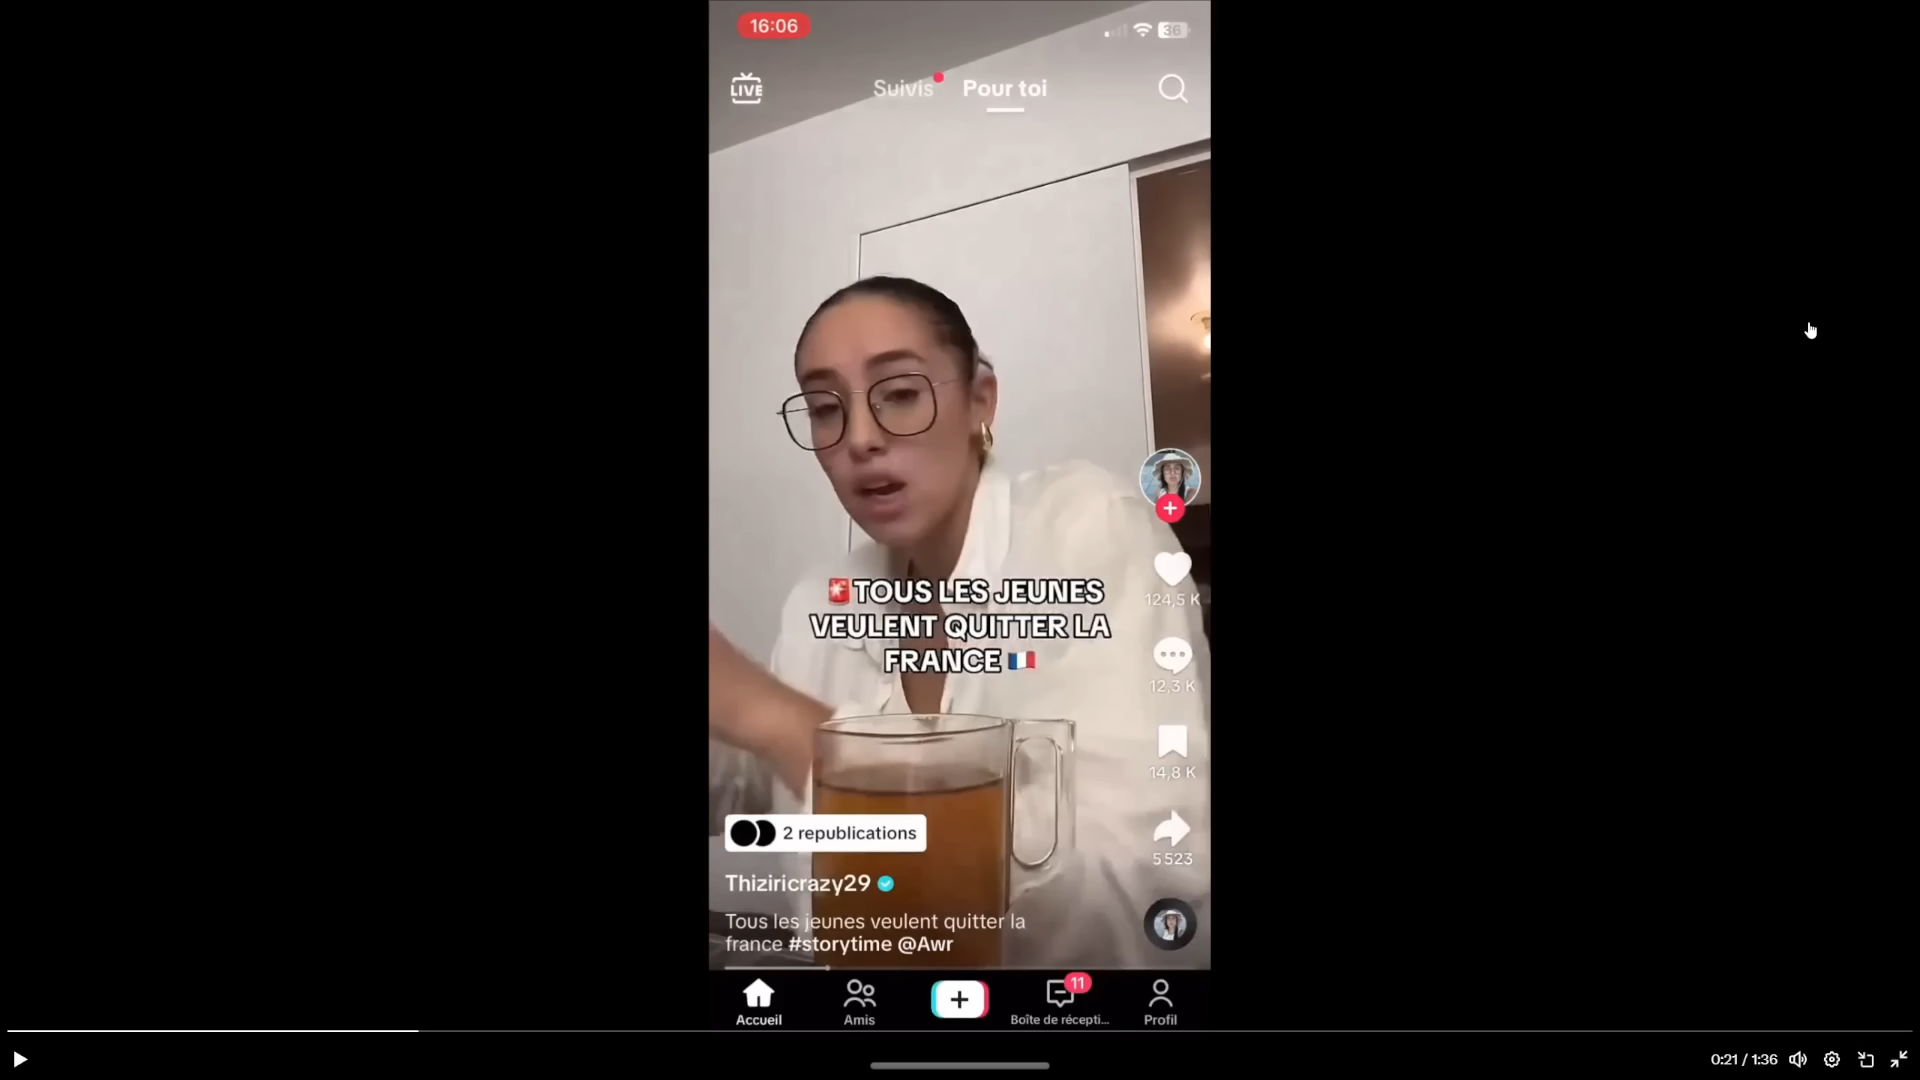 16:06
36
LIVE
Suivis
Pour toi
🚨TOUS LES JEUNES
VEULENT QUITTER LA
FRANCE 🇫🇷
124,5 K
12,3 K
14,8 K
5 523
2 republications
Thiziricrazy29
Tous les jeunes veulent quitter la
france #storytime @Awr
Accueil
Amis
11
Boîte de récepti...
Profil
0:21 / 1:36